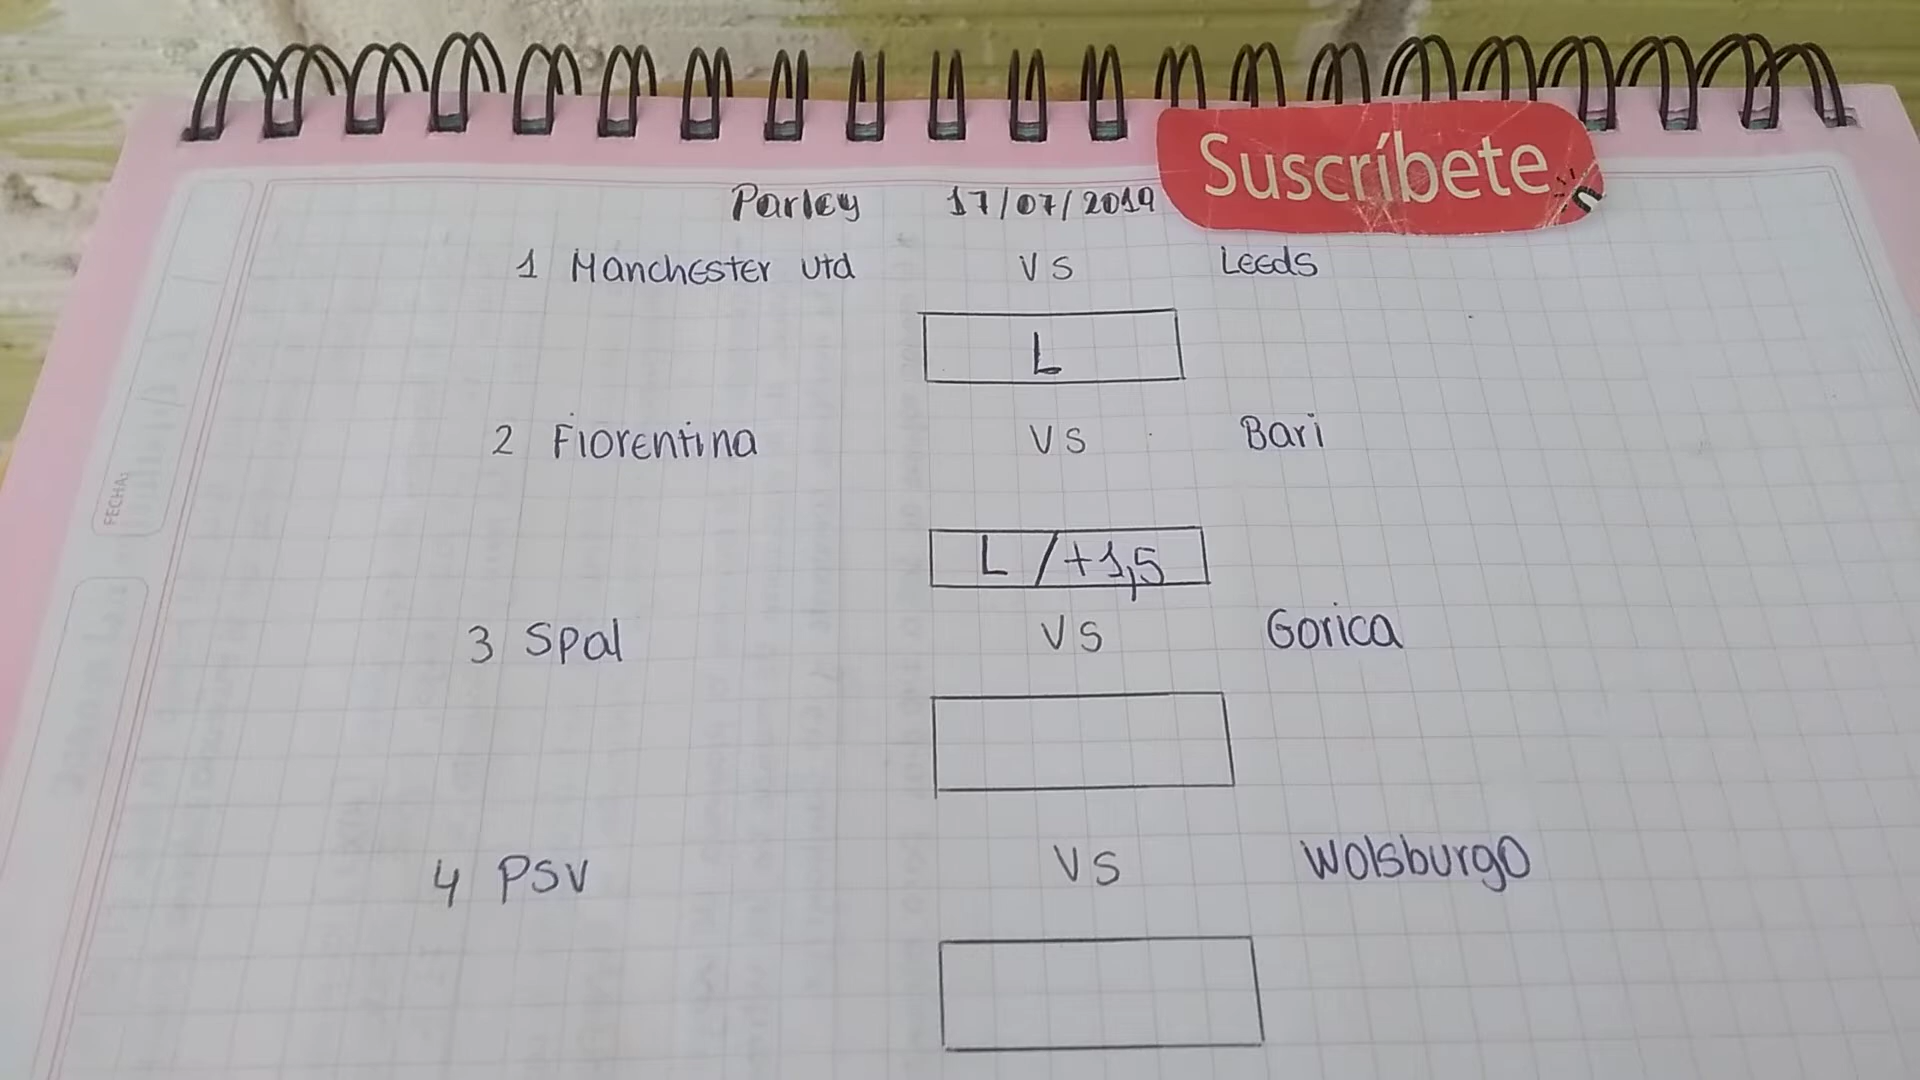 Suscríbete
Parley 17/07/2019
1 Manchester utd VS Leeds
L
2 Fiorentina VS Bari
L /+1,5
3 Spal VS Gorica
4 PSV VS Wolsburgo
FECHA: